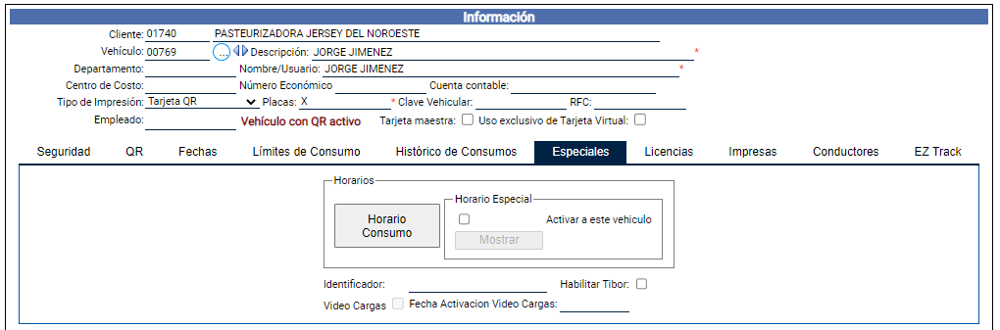 Información
Cliente: 01740 PASTEURIZADORA JERSEY DEL NOROESTE
Vehículo: 00769 ... Descripción: JORGE JIMENEZ *
Departamento: Nombre/Usuario: JORGE JIMENEZ *
Centro de Costo: Número Económico Cuenta contable:
Tipo de Impresión: Tarjeta QR Placas: X * Clave Vehicular: RFC:
Empleado: Vehículo con QR activo Tarjeta maestra: Uso exclusivo de Tarjeta Virtual:
Seguridad QR Fechas Límites de Consumo Histórico de Consumos Especiales Licencias Impresas Conductores EZ Track
Horarios
Horario Especial
Horario Consumo
Activar a este vehiculo
Mostrar
Identificador: Habilitar Tibor:
Video Cargas Fecha Activacion Video Cargas: